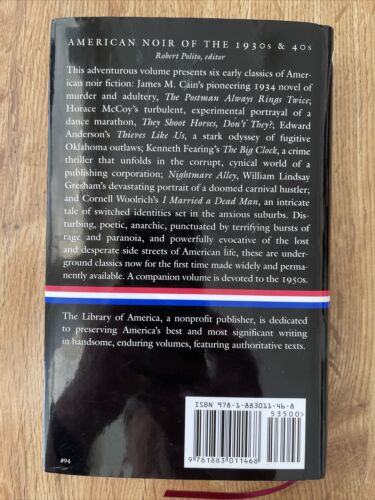 AMERICAN NOIR OF THE 1930s & 40s
Robert Polito, editor
This adventurous volume presents six early classics of Amer-
ican noir fiction: James M. Cain's pioneering 1934 novel of
murder and adultery, The Postman Always Rings Twice;
Horace McCoy's turbulent, experimental portrayal of a
dance marathon, They Shoot Horses, Don't They?; Edward
Anderson's Thieves Like Us, a stark odyssey of fugitive
Oklahoma outlaws; Kenneth Fearing's The Big Clock, a crime
thriller that unfolds in the corrupt, cynical world of a
publishing corporation; Nightmare Alley, William Lindsay
Gresham's devastating portrait of a doomed carnival hustler;
and Cornell Woolrich's I Married a Dead Man, an intricate
tale of switched identities set in the anxious suburbs. Dis-
turbing, poetic, anarchic, punctuated by terrifying bursts of
rage and paranoia, and powerfully evocative of the lost
and desperate side streets of American life, these are under-
ground classics now for the first time made widely and perma-
nently available. A companion volume is devoted to the 1950s.
The Library of America, a nonprofit publisher, is dedicated
to preserving America's best and most significant writing
in handsome, enduring volumes, featuring authoritative texts.
ISBN 978-1-883011-46-8
53500>
9 781883 011468
#94